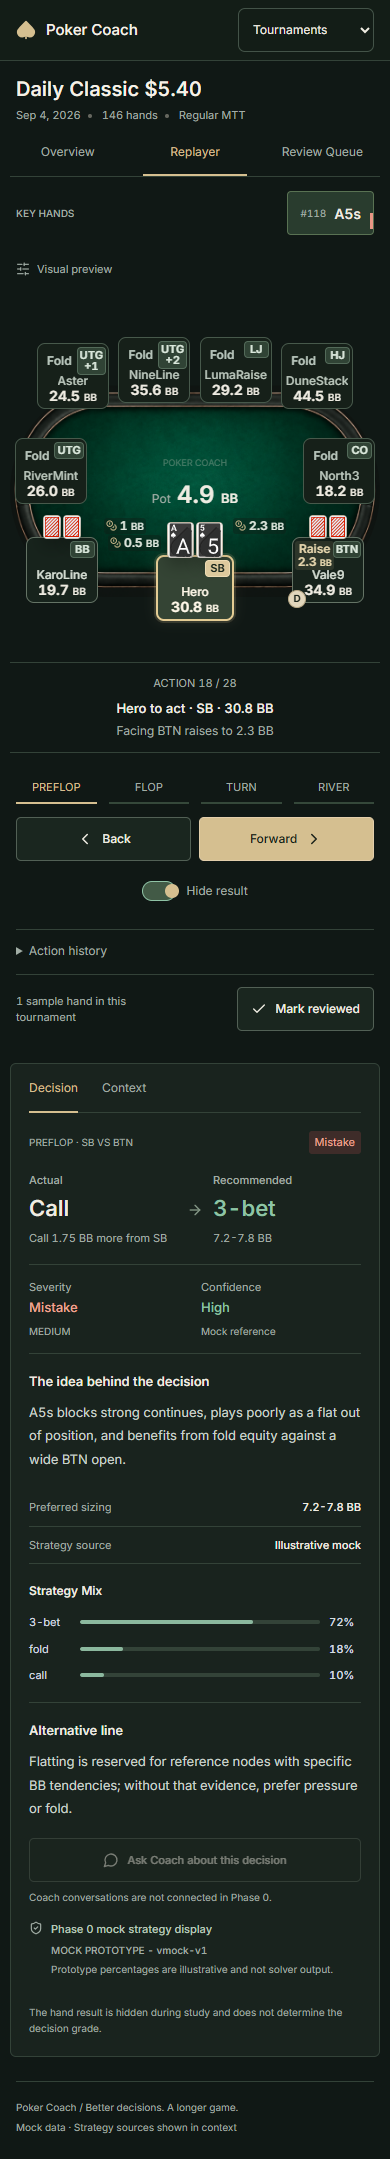 Poker Coach
Tournaments
Daily Classic $5.40
Sep 4, 2026 • 146 hands • Regular MTT
Overview
Replayer
Review Queue
KEY HANDS
#118 A5s
Visual preview
Fold UTG +1
Aster
24.5 BB
Fold UTG +2
NineLine
35.6 BB
Fold LJ
LumaRaise
29.2 BB
Fold HJ
DuneStack
44.5 BB
Fold UTG
RiverMint
26.0 BB
Fold CO
North3
18.2 BB
POKER COACH
Pot 4.9 BB
1 BB
0.5 BB
2.3 BB
A A
5 5
BB
KaroLine
19.7 BB
SB
Hero
30.8 BB
Raise BTN
2.3 BB
Vale9
34.9 BB
D
ACTION 18 / 28
Hero to act · SB · 30.8 BB
Facing BTN raises to 2.3 BB
PREFLOP
FLOP
TURN
RIVER
Back
Forward
Hide result
Action history
1 sample hand in this
tournament
Mark reviewed
Decision
Context
PREFLOP · SB VS BTN
Mistake
Actual
Recommended
Call → 3-bet
Call 1.75 BB more from SB
7.2-7.8 BB
Severity
Confidence
Mistake
High
MEDIUM
Mock reference
The idea behind the decision
A5s blocks strong continues, plays poorly as a flat out
of position, and benefits from fold equity against a
wide BTN open.
Preferred sizing
7.2-7.8 BB
Strategy source
Illustrative mock
Strategy Mix
3-bet 72%
fold 18%
call 10%
Alternative line
Flatting is reserved for reference nodes with specific
BB tendencies; without that evidence, prefer pressure
or fold.
Ask Coach about this decision
Coach conversations are not connected in Phase 0.
Phase 0 mock strategy display
MOCK PROTOTYPE - vmock-v1
Prototype percentages are illustrative and not solver output.
The hand result is hidden during study and does not determine the
decision grade.
Poker Coach / Better decisions. A longer game.
Mock data · Strategy sources shown in context